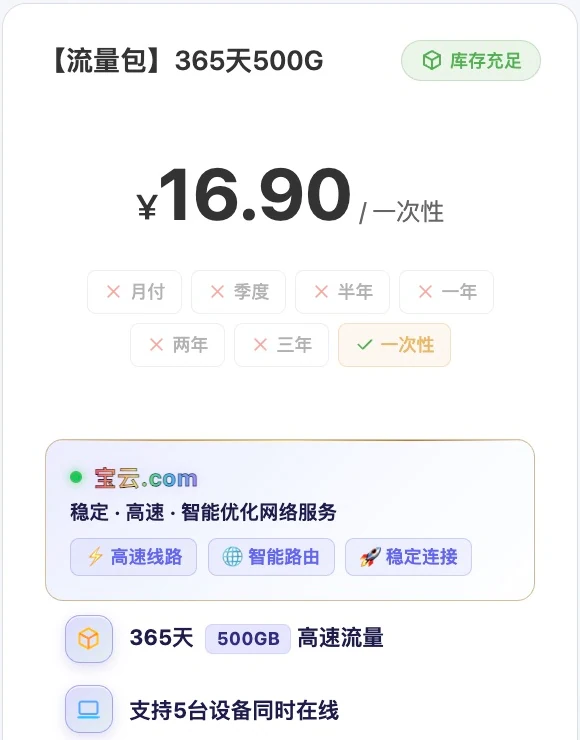 【流量包】365天500G
库存充足
¥16.90 / 一次性
月付 季度 半年 一年
两年 三年 一次性
宝云.com
稳定 · 高速 · 智能优化网络服务
高速线路 智能路由 稳定连接
365天 500GB 高速流量
支持5台设备同时在线